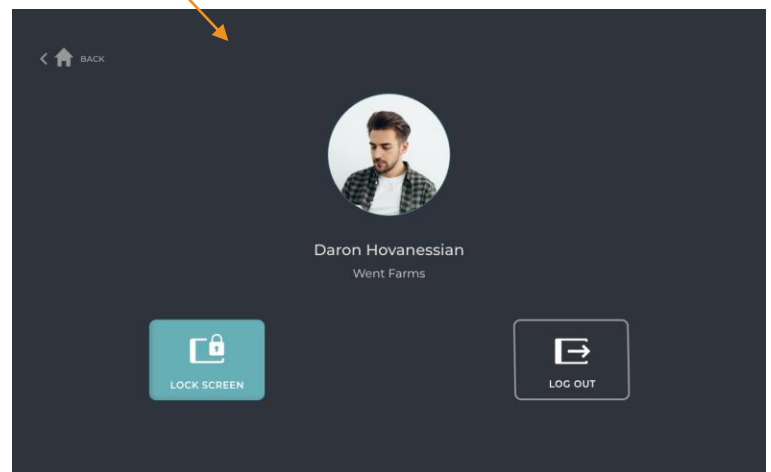 BACK
Daron Hovanessian
Went Farms
LOCK SCREEN
LOG OUT